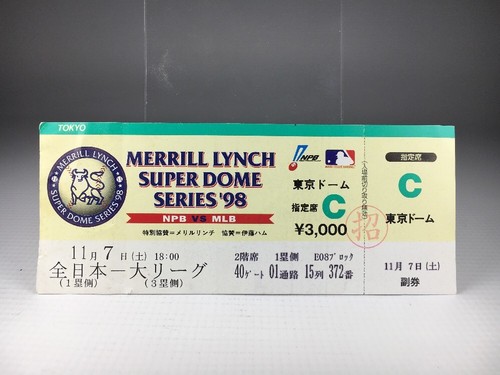 TOKYO
MERRILL LYNCH
SUPER DOME SERIES '98
MERRILL LYNCH
SUPER DOME
SERIES '98
NPB VS MLB
特別協賛=メリルリンチ 協賛=伊藤ハム
NPB
東京ドーム
指定席 C
¥3,000
招
11月 7日(土) 18:00
全日本ー大リーグ
(1塁側) (3塁側)
2階席 1塁側 E08ブロック
40ゲート 01通路 15列 372番
指定席
C
東京ドーム
11月 7日(土)
副券